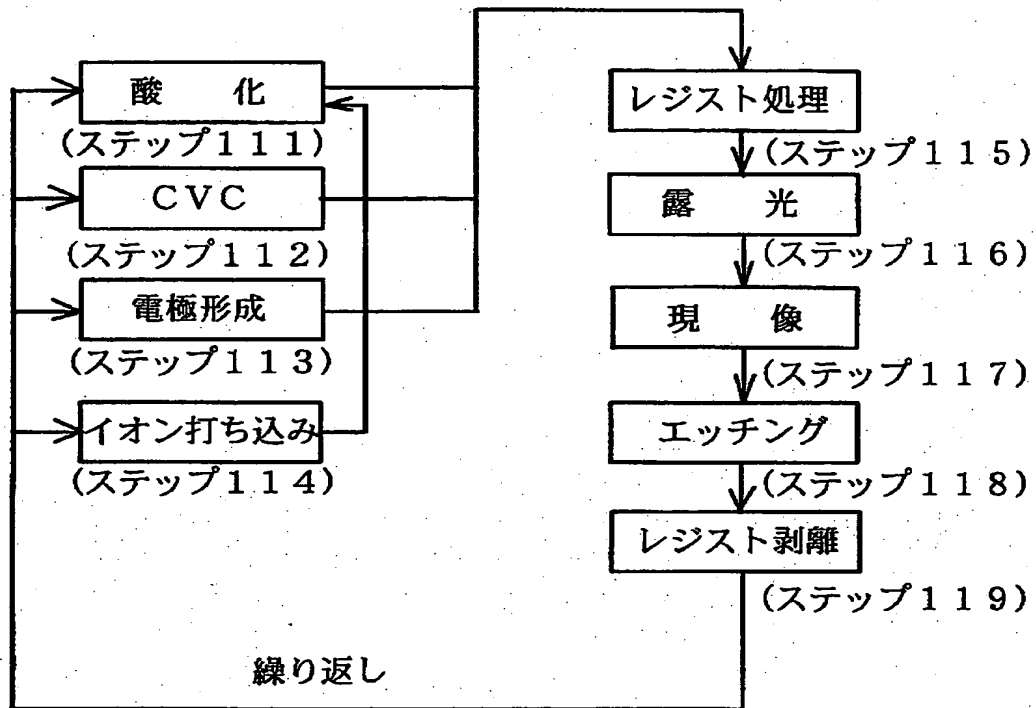 酸　化
(ステップ111)
CVC
(ステップ112)
電極形成
(ステップ113)
イオン打ち込み
(ステップ114)
レジスト処理
(ステップ115)
露　光
(ステップ116)
現　像
(ステップ117)
エッチング
(ステップ118)
レジスト剥離
(ステップ119)
繰り返し